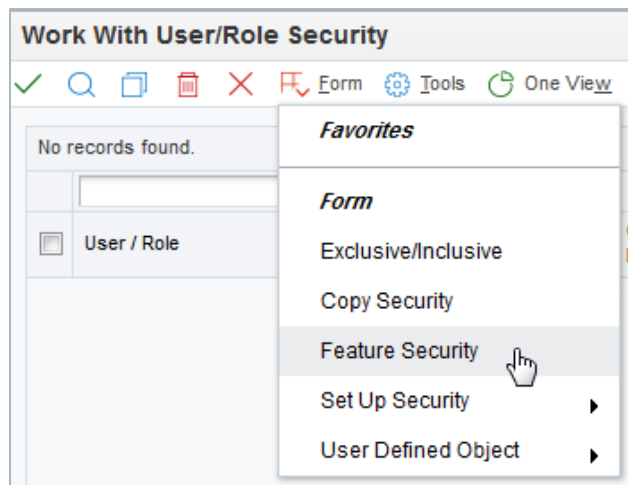 Work With User/Role Security
Form Tools One View
No records found.
User / Role
Favorites
Form
Exclusive/Inclusive
Copy Security
Feature Security
Set Up Security
User Defined Object